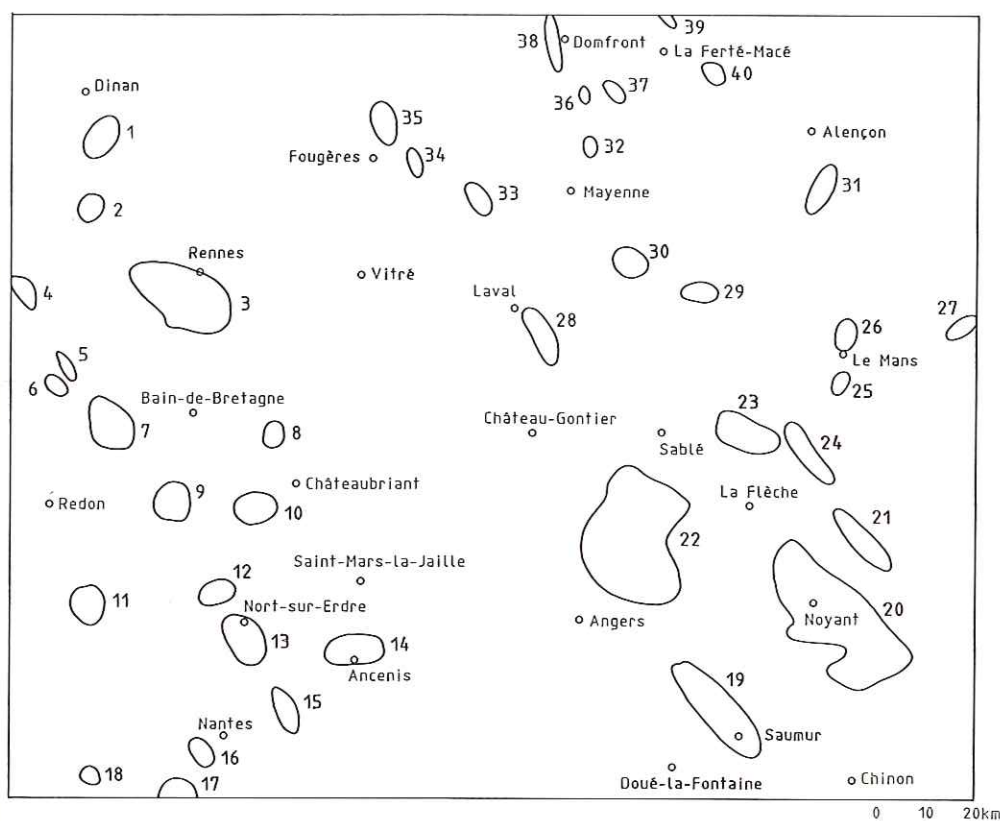 39
38
Domfront
La Ferté-Macé
40
Dinan
37
36
35
1
Alençon
Fougères
34
32
31
33
Mayenne
2
Rennes
30
Vitré
4
3
29
Laval
28
27
26
5
Le Mans
6
25
Bain-de-Bretagne
23
7
8
Château-Gontier
24
Sablé
9
Châteaubriant
La Flèche
Redon
10
21
22
Saint-Mars-la-Jaille
12
11
Nort-sur-Erdre
20
Noyant
Angers
13
14
Ancenis
19
15
Nantes
Saumur
16
18
17
Doué-la-Fontaine
Chinon
0 10 20km